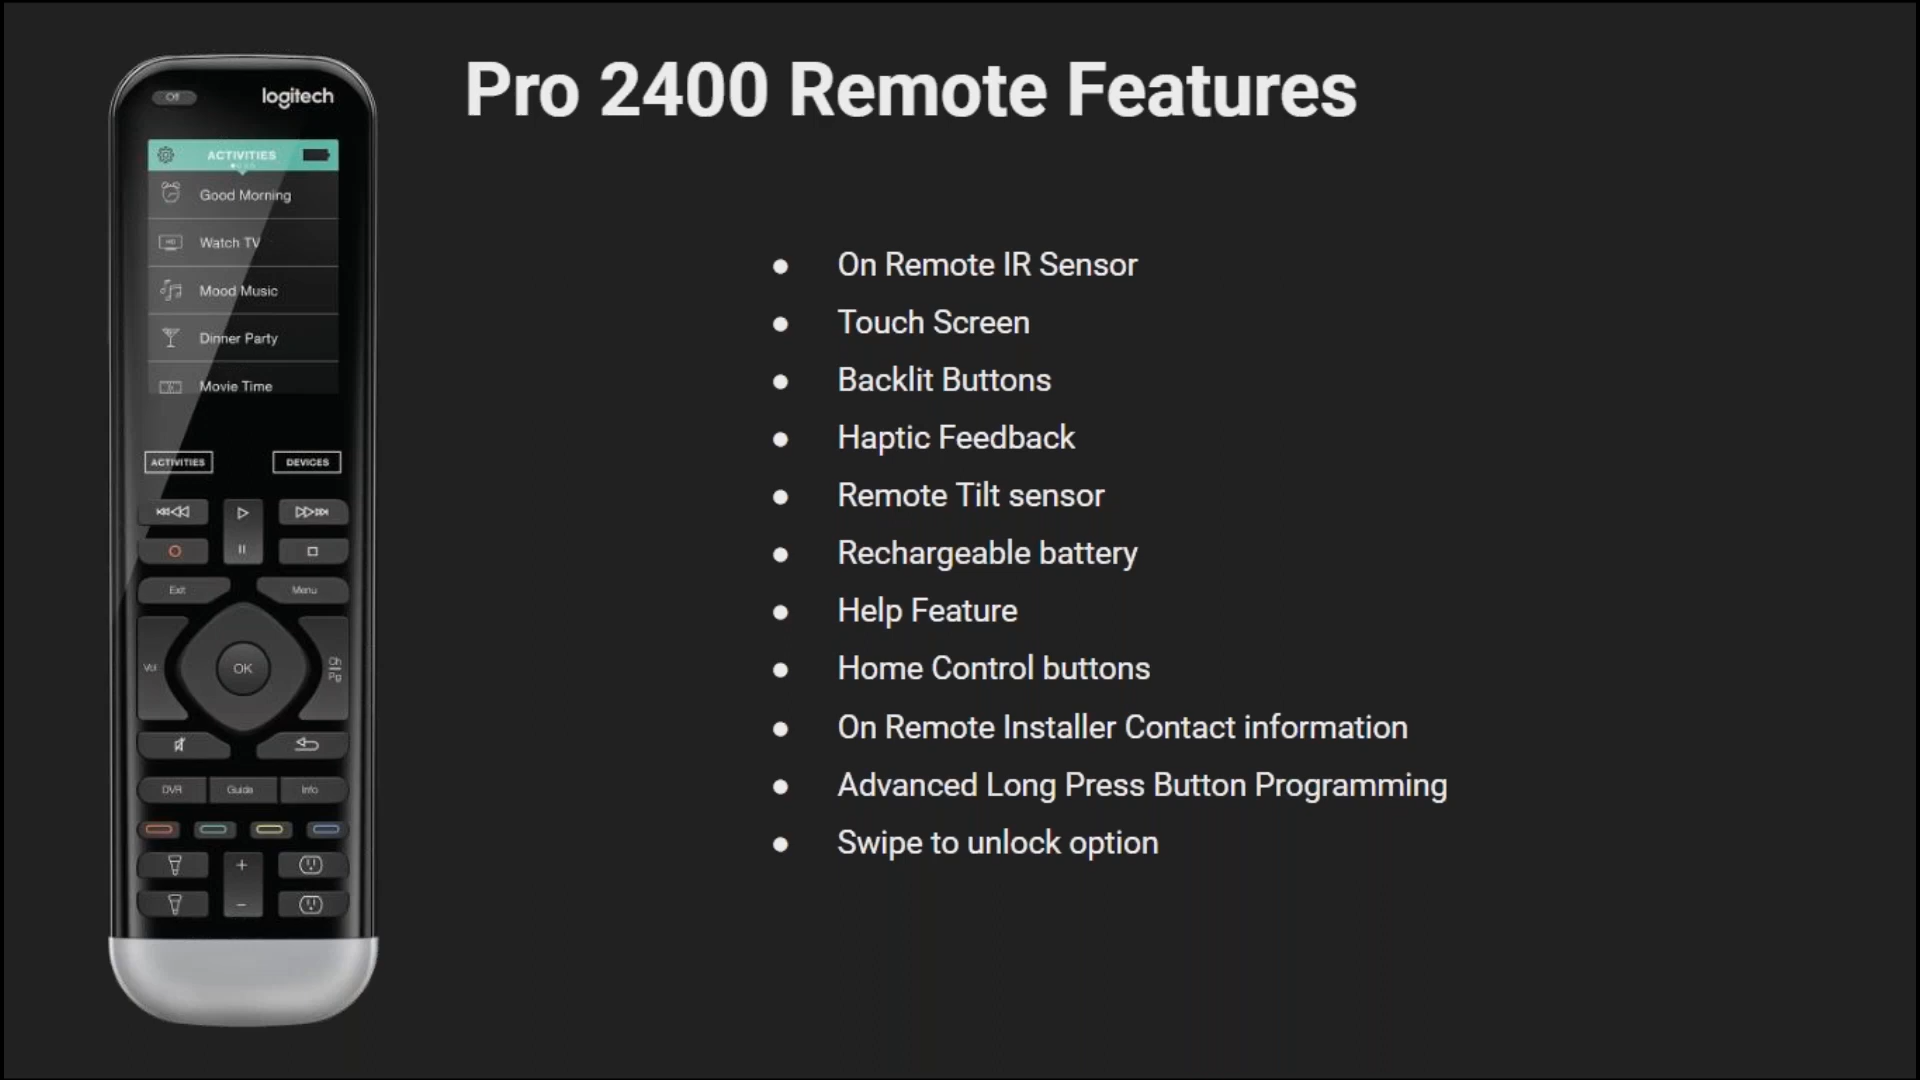 Pro 2400 Remote Features
Off
logitech
ACTIVITIES
Good Morning
HD
Watch TV
Mood Music
Dinner Party
Movie Time
ACTIVITIES
DEVICES
Exit
Menu
Vol
OK
Ch
Pg
DVR
Guide
Info
+
−
● On Remote IR Sensor
● Touch Screen
● Backlit Buttons
● Haptic Feedback
● Remote Tilt sensor
● Rechargeable battery
● Help Feature
● Home Control buttons
● On Remote Installer Contact information
● Advanced Long Press Button Programming
● Swipe to unlock option